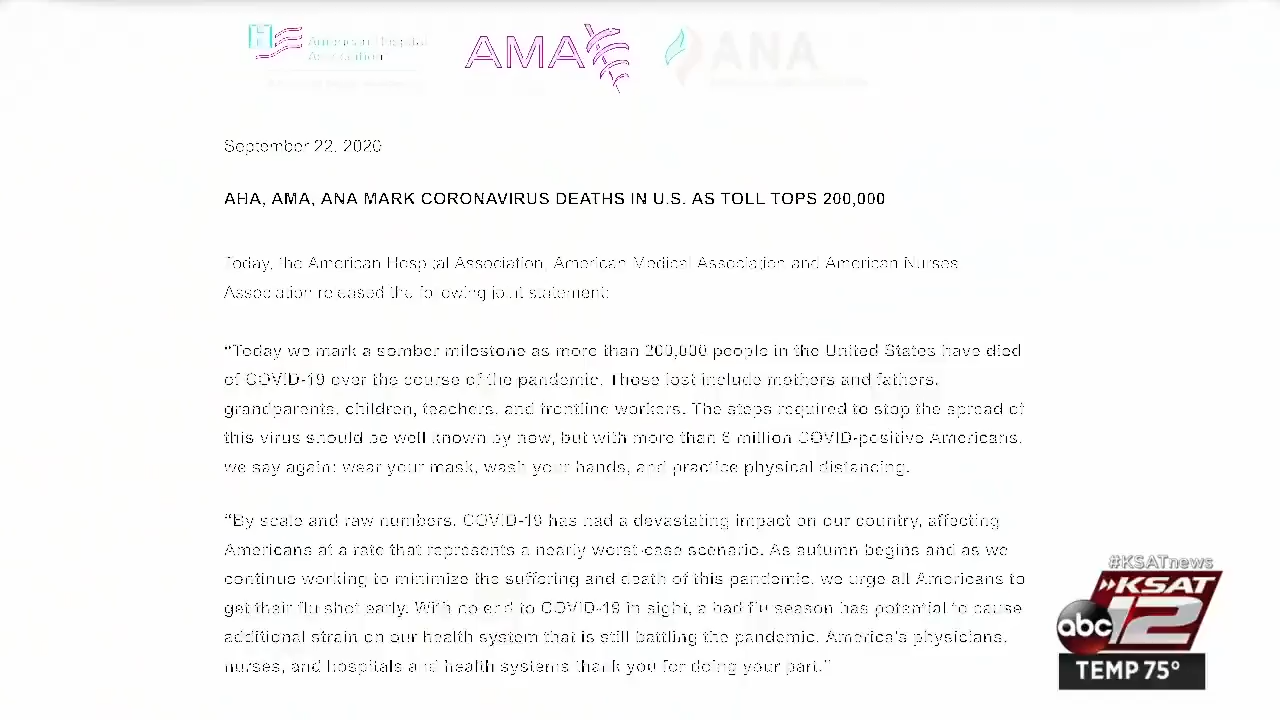 American Hospital
Association
AMA
ANA
September 22, 2020
AHA, AMA, ANA MARK CORONAVIRUS DEATHS IN U.S. AS TOLL TOPS 200,000
Today, the American Hospital Association, American Medical Association and American Nurses
Association released the following joint statement:
“Today we mark a somber milestone as more than 200,000 people in the United States have died
of COVID-19 over the course of the pandemic. Those lost include mothers and fathers,
grandparents, children, teachers, and frontline workers. The steps required to stop the spread of
this virus should be well known by now, but with more than 6 million COVID-positive Americans,
we say again: wear your mask, wash your hands, and practice physical distancing.
“By scale and raw numbers, COVID-19 has had a devastating impact on our country, affecting
Americans at a rate that represents a nearly worst-case scenario. As autumn begins and as we
continue working to minimize the suffering and death of this pandemic, we urge all Americans to
get their flu shot early. With no end to COVID-19 in sight, a bad flu season has potential to cause
additional strain on our health system that is still battling the pandemic. America's physicians,
nurses, and hospitals and health systems thank you for doing your part.”
#KSATnews
KSAT
abc 12
TEMP 75°